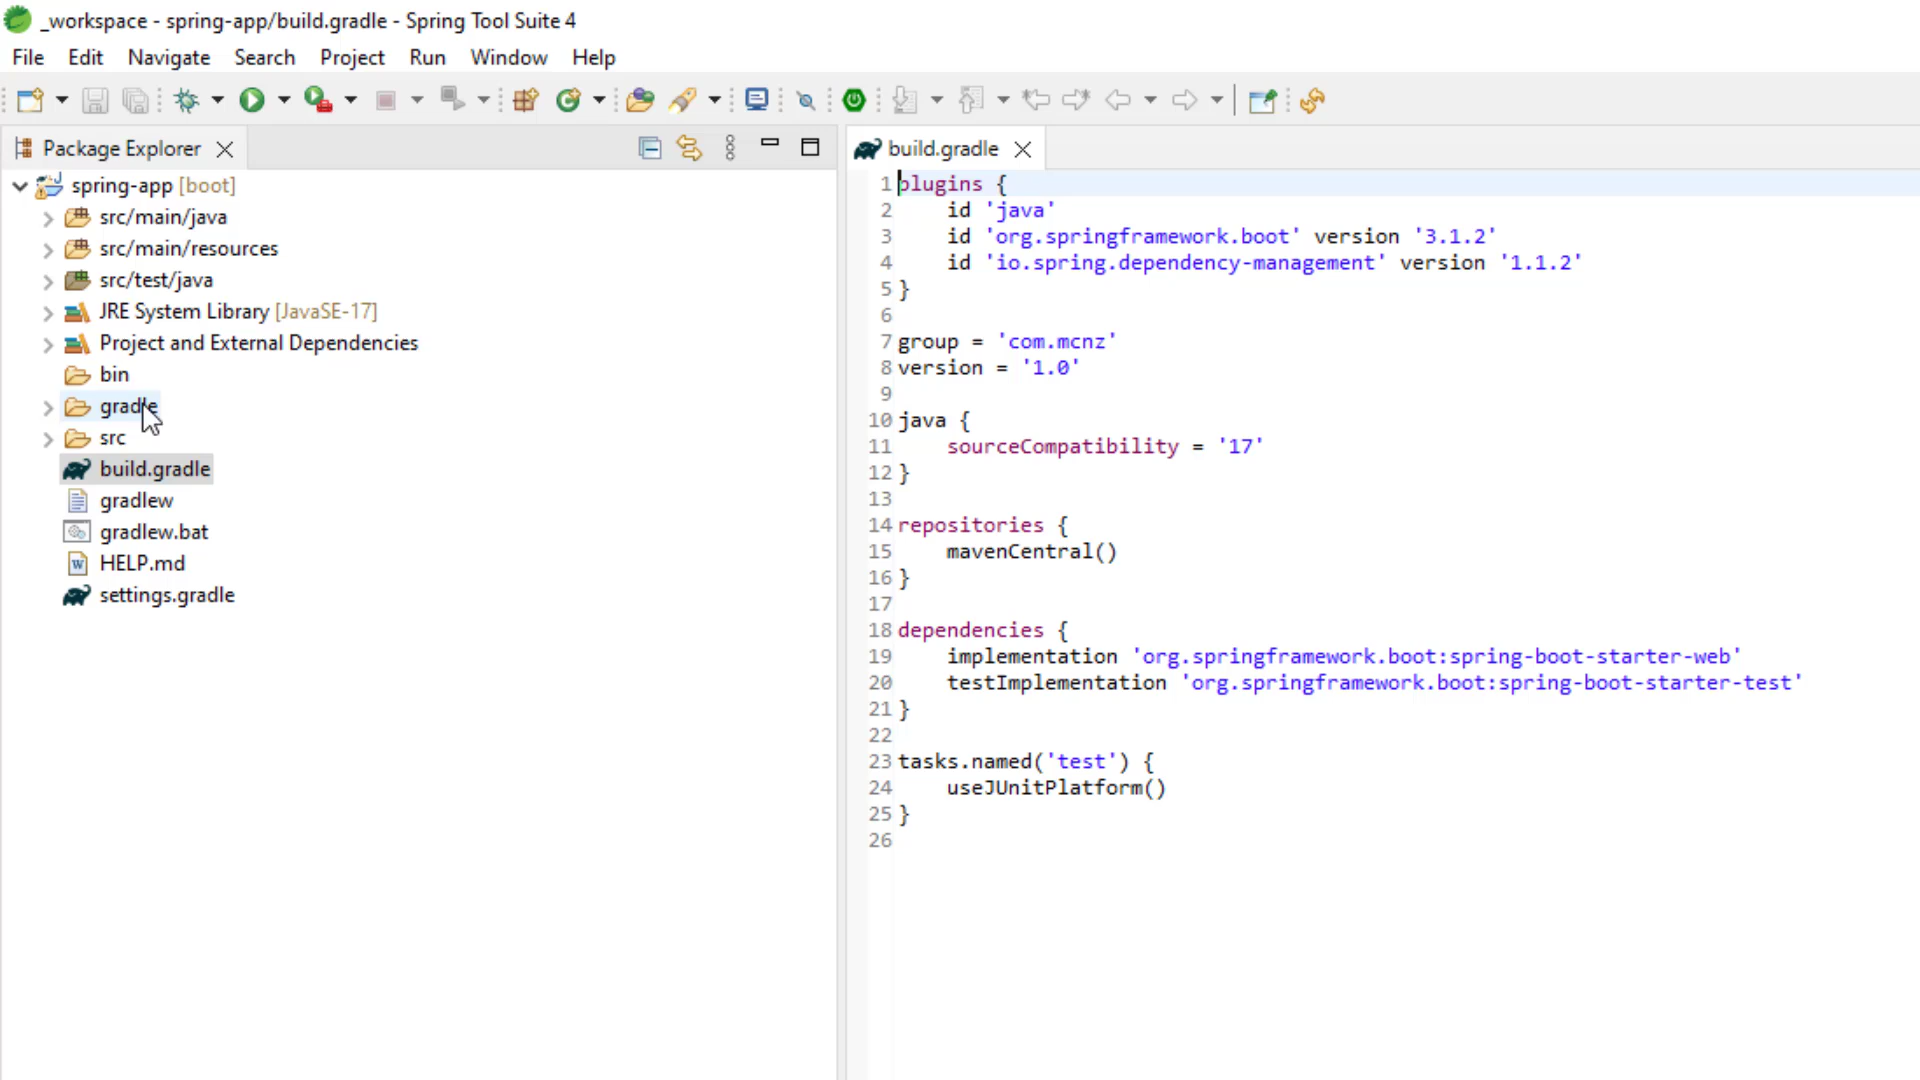 _workspace - spring-app/build.gradle - Spring Tool Suite 4
File Edit Navigate Search Project Run Window Help
Package Explorer
spring-app [boot]
src/main/java
src/main/resources
src/test/java
JRE System Library [JavaSE-17]
Project and External Dependencies
bin
gradle
src
build.gradle
gradlew
gradlew.bat
HELP.md
settings.gradle
build.gradle
1 plugins {
2     id 'java'
3     id 'org.springframework.boot' version '3.1.2'
4     id 'io.spring.dependency-management' version '1.1.2'
5 }
6
7 group = 'com.mcnz'
8 version = '1.0'
9
10 java {
11     sourceCompatibility = '17'
12 }
13
14 repositories {
15     mavenCentral()
16 }
17
18 dependencies {
19     implementation 'org.springframework.boot:spring-boot-starter-web'
20     testImplementation 'org.springframework.boot:spring-boot-starter-test'
21 }
22
23 tasks.named('test') {
24     useJUnitPlatform()
25 }
26